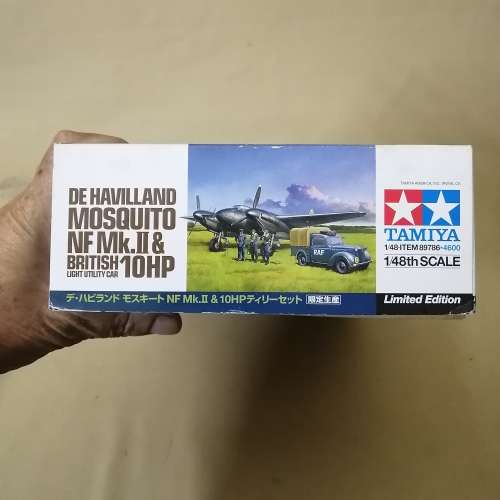 DE HAVILLAND
MOSQUITO
NF Mk.II &
BRITISH 10HP
LIGHT UTILITY CAR
RAF
デ・ハビランド モスキート NF Mk.II & 10HPティリーセット 限定生産
TAMIYA
1/48·ITEM 89786·4600
1/48th SCALE
Limited Edition